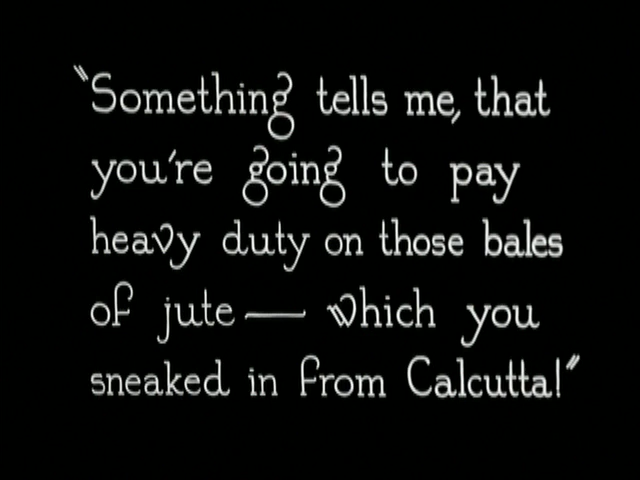 "Something tells me, that
you're going to pay
heavy duty on those bales
of jute — which you
sneaked in from Calcutta!"